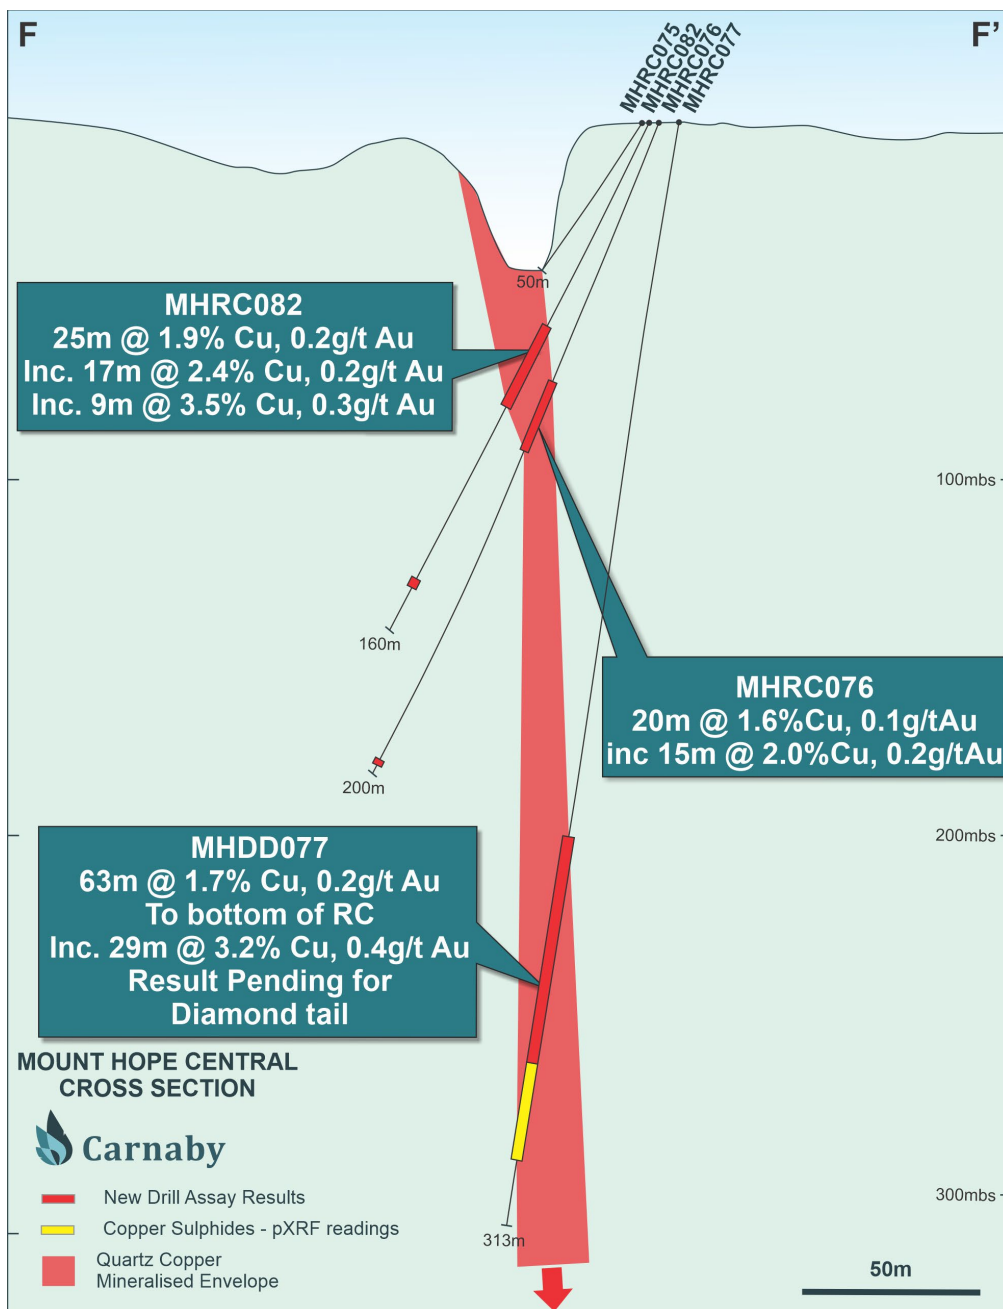 F
F'
MHRC075
MHRC082
MHRC076
MHRC077
50m
MHRC082
25m @ 1.9% Cu, 0.2g/t Au
Inc. 17m @ 2.4% Cu, 0.2g/t Au
Inc. 9m @ 3.5% Cu, 0.3g/t Au
100mbs
160m
MHRC076
20m @ 1.6%Cu, 0.1g/tAu
inc 15m @ 2.0%Cu, 0.2g/tAu
200m
200mbs
MHDD077
63m @ 1.7% Cu, 0.2g/t Au
To bottom of RC
Inc. 29m @ 3.2% Cu, 0.4g/t Au
Result Pending for
Diamond tail
MOUNT HOPE CENTRAL
CROSS SECTION
Carnaby
New Drill Assay Results
Copper Sulphides - pXRF readings
Quartz Copper
Mineralised Envelope
300mbs
313m
50m